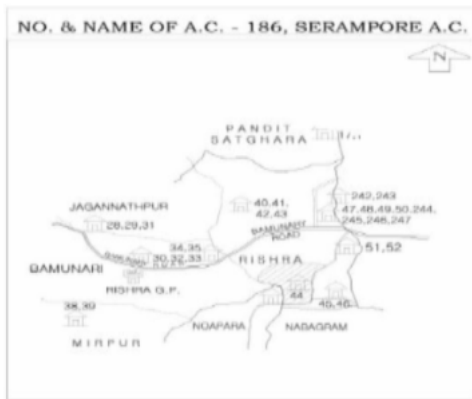 NO. & NAME OF A.C. - 186, SERAMPORE A.C.
N
PANDIT
SATGHARA
JAGANNATHPUR
28,29,31
40,41,
42,43
242,243
47,48,49,50,244,
245,246,247
BAMUNARI
ROAD
34,35
30,32,33
RISHRA
51,52
BAMUNARI
RISHRA G.P.
44
45,46
38,39
NOAPARA
NABAGRAM
MIRPUR